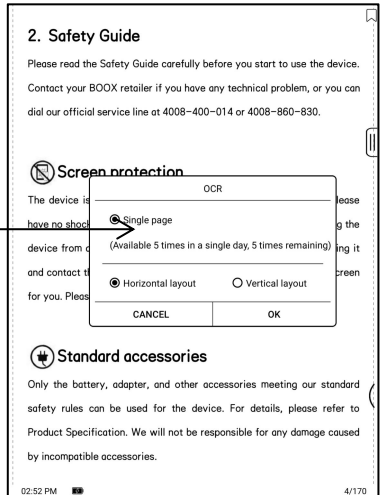 2. Safety Guide
Please read the Safety Guide carefully before you start to use the device.
Contact your BOOX retailer if you have any technical problem, or you can
dial our official service line at 4008-400-014 or 4008-860-830.
Screen protection
The device is
lease
have no shock
g the
device from
ing it
and contact t
creen
for you. Pleas
OCR
Single page
(Available 5 times in a single day, 5 times remaining)
Horizontal layout Vertical layout
CANCEL OK
Standard accessories
Only the battery, adapter, and other accessories meeting our standard
safety rules can be used for the device. For details, please refer to
Product Specification. We will not be responsible for any damage caused
by incompatible accessories.
02:52 PM 4/170